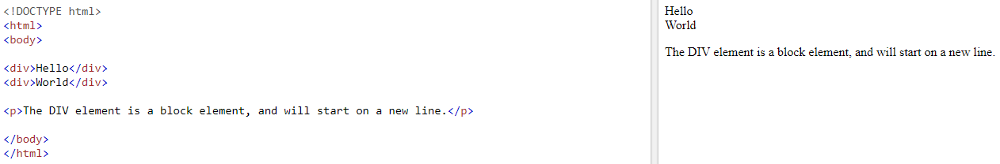 <!DOCTYPE html>
<html>
<body>
<div>Hello</div>
<div>World</div>
<p>The DIV element is a block element, and will start on a new line.</p>
</body>
</html>
Hello
World
The DIV element is a block element, and will start on a new line.